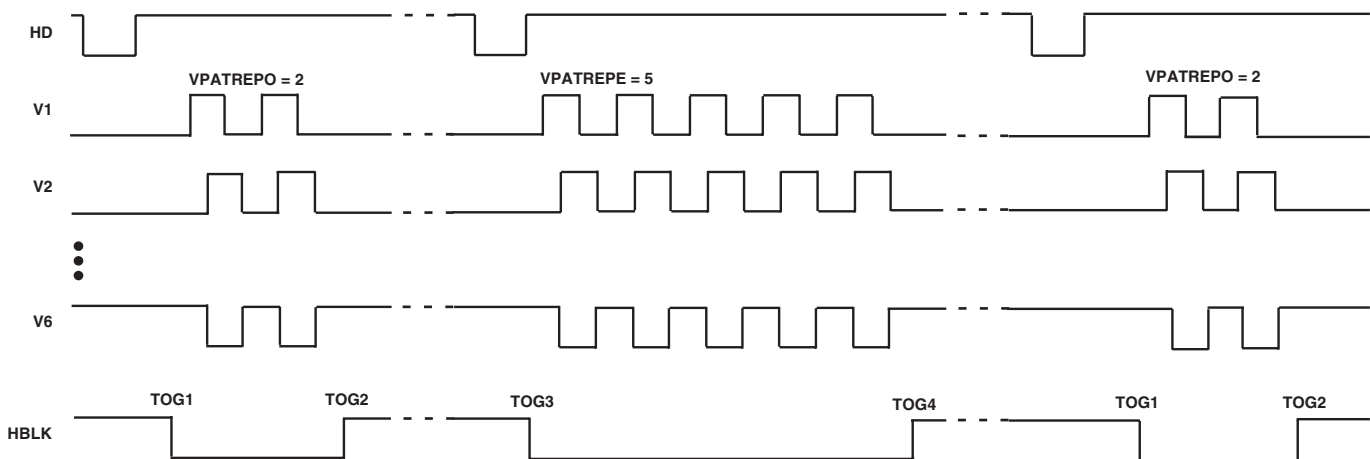 HD
VPATREPO = 2 VPATREPE = 5 VPATREPO = 2
V1
V2
V6
TOG1 TOG2 TOG3 TOG4 TOG1 TOG2
HBLK